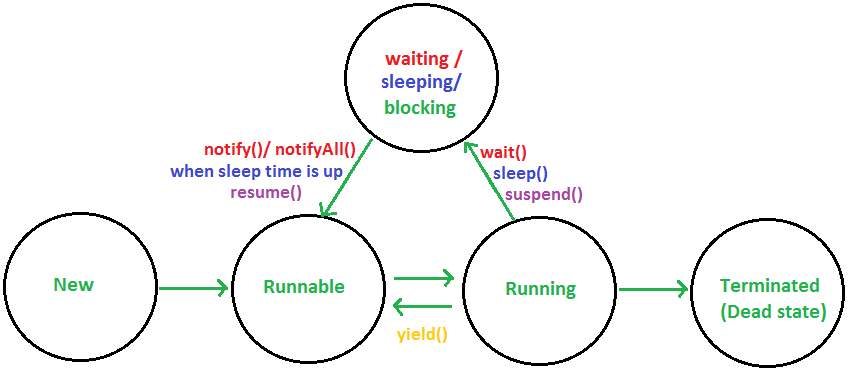 waiting /
sleeping/
blocking
notify()/ notifyAll()
when sleep time is up
resume()
wait()
sleep()
suspend()
New
Runnable
Running
Terminated
(Dead state)
yield()